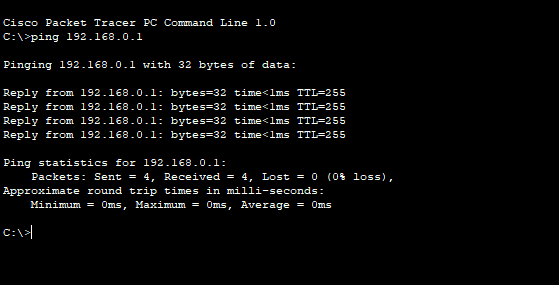 Cisco Packet Tracer PC Command Line 1.0
C:\>ping 192.168.0.1
Pinging 192.168.0.1 with 32 bytes of data:
Reply from 192.168.0.1: bytes=32 time<1ms TTL=255
Reply from 192.168.0.1: bytes=32 time<1ms TTL=255
Reply from 192.168.0.1: bytes=32 time<1ms TTL=255
Reply from 192.168.0.1: bytes=32 time<1ms TTL=255
Ping statistics for 192.168.0.1:
    Packets: Sent = 4, Received = 4, Lost = 0 (0% loss),
Approximate round trip times in milli-seconds:
    Minimum = 0ms, Maximum = 0ms, Average = 0ms
C:\>